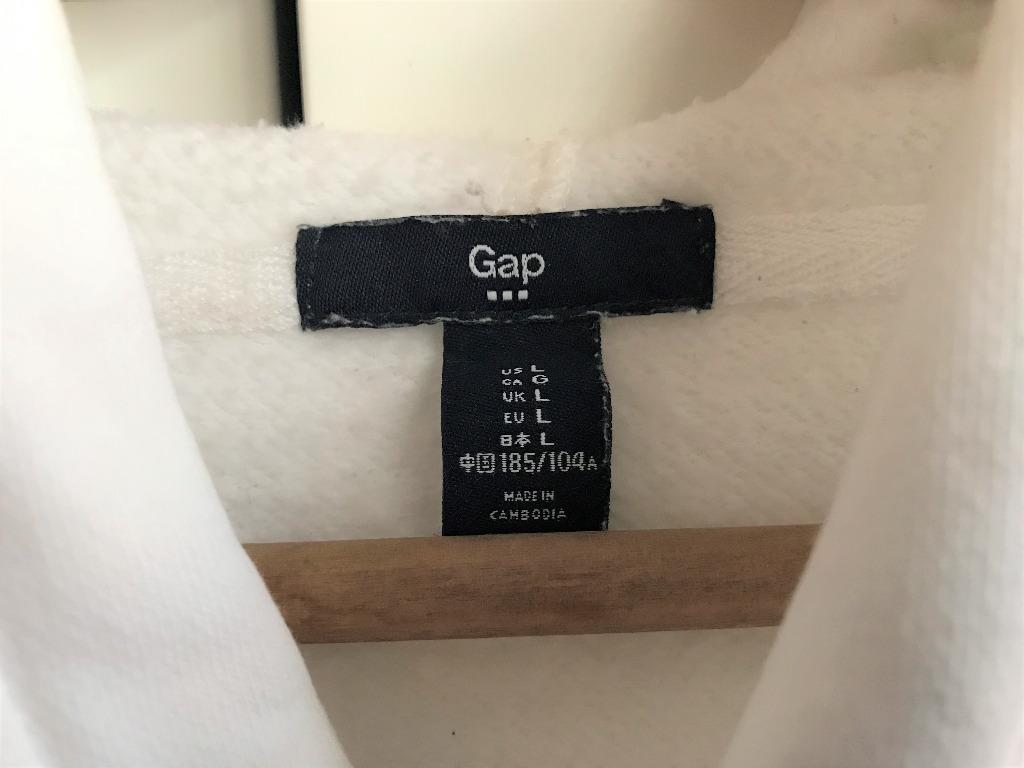 Gap
US L
CA G
UK L
EU L
日本 L
中国 185/104A
MADE IN
CAMBODIA